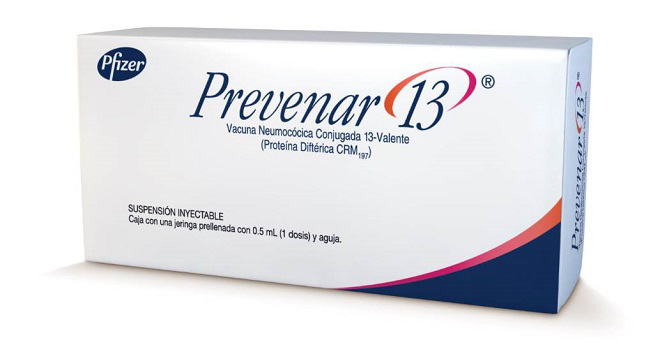 Pfizer
Prevenar 13®
Vacuna Neumocócica Conjugada 13-Valente
(Proteína Diftérica CRM197)
SUSPENSIÓN INYECTABLE
Caja con una jeringa prellenada con 0.5 mL (1 dosis) y aguja.
Prevenar 13